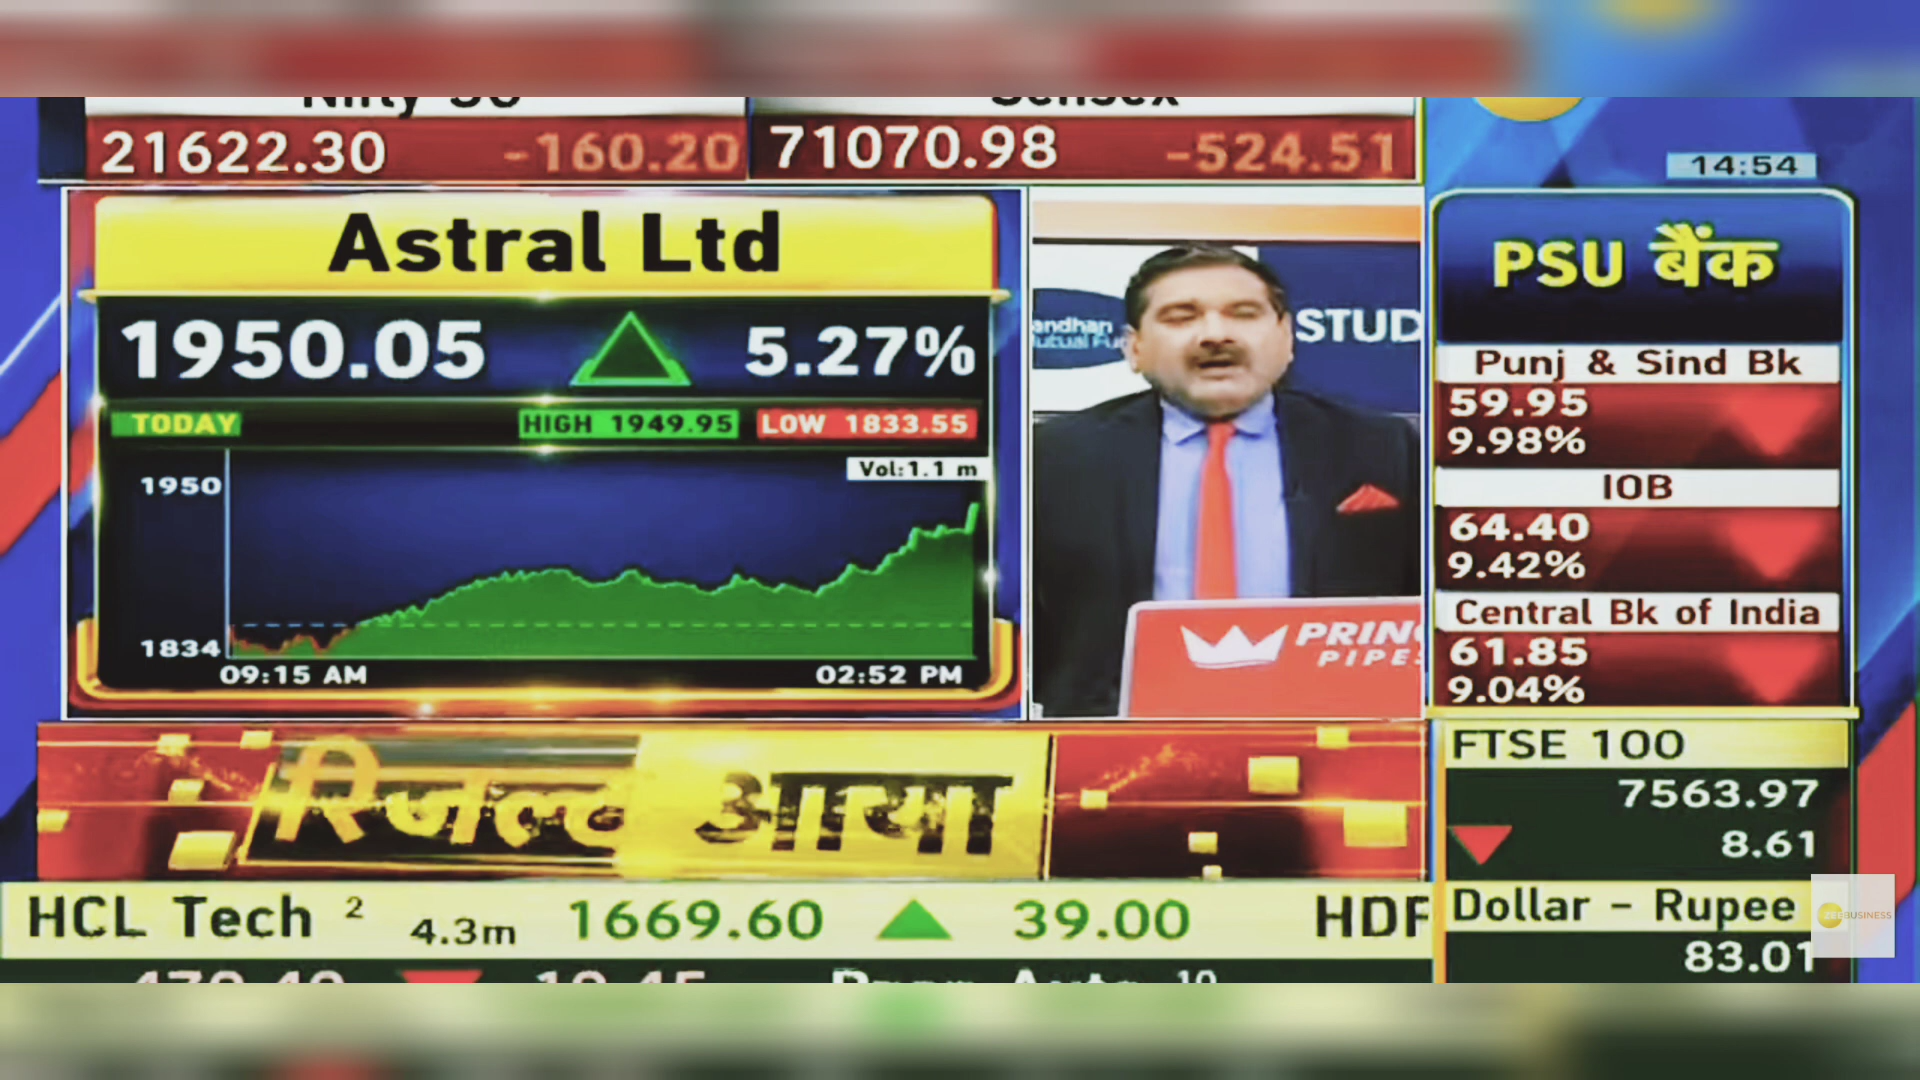 21622.30 -160.20
71070.98 -524.51
14:54
Astral Ltd
1950.05 5.27%
TODAY HIGH 1949.95 LOW 1833.55
Vol:1.1 m
1950
1834
09:15 AM 02:52 PM
STUD
PRINC
PIPES
PSU बैंक
Punj & Sind Bk
59.95
9.98%
IOB
64.40
9.42%
Central Bk of India
61.85
9.04%
FTSE 100
7563.97
8.61
Dollar - Rupee
83.01
ZEEBUSINESS
रिजल्ट आया
HCL Tech 2 4.3m 1669.60 39.00 HDF